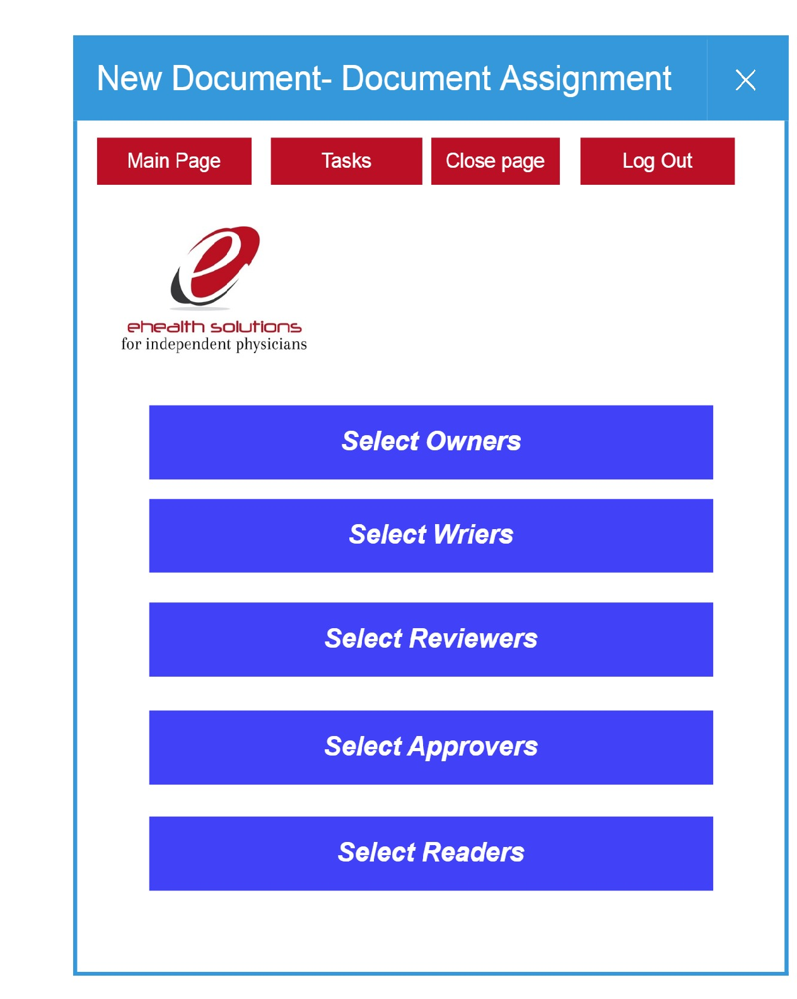 New Document- Document Assignment
Main Page Tasks Close page Log Out
e
ehealth solutions
for independent physicians
Select Owners
Select Wriers
Select Reviewers
Select Approvers
Select Readers